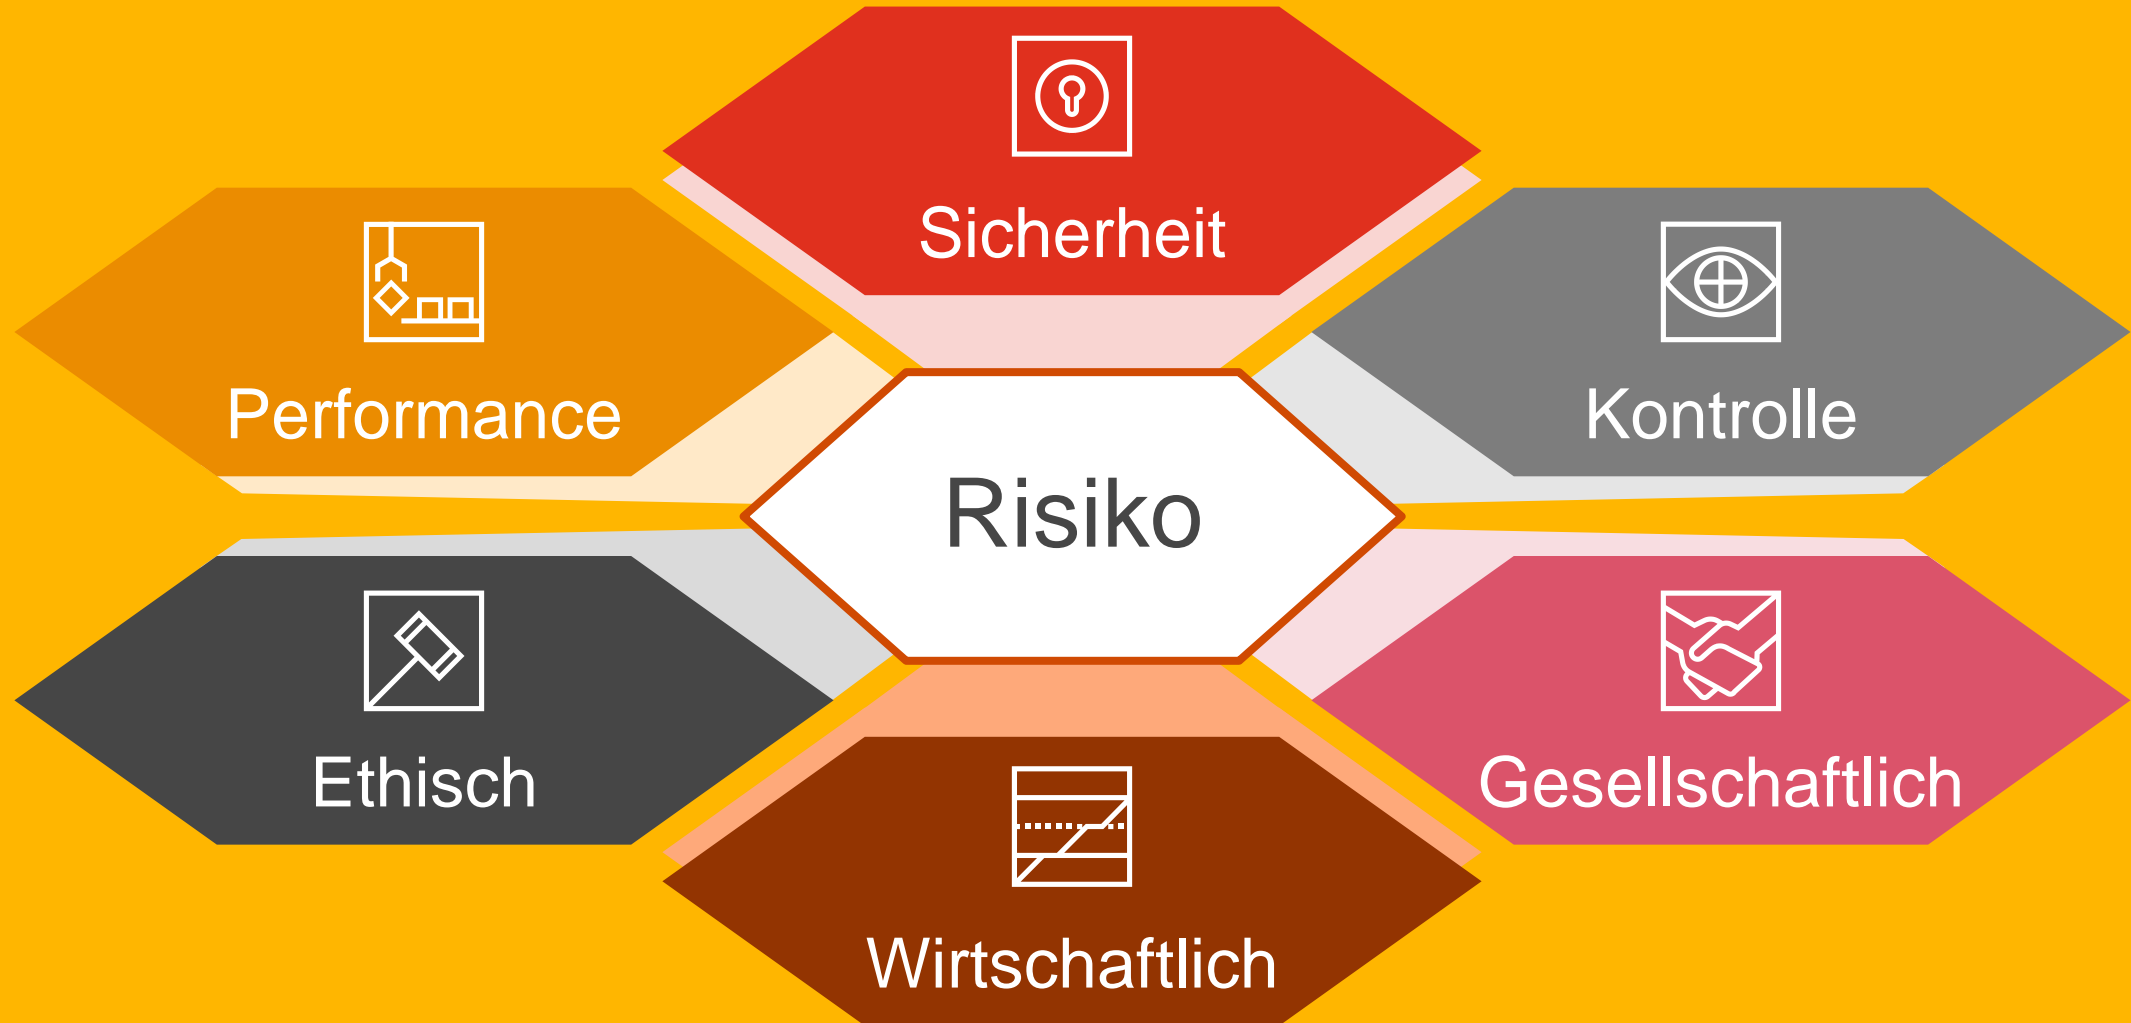 Sicherheit
Performance
Kontrolle
Risiko
Ethisch
Gesellschaftlich
Wirtschaftlich